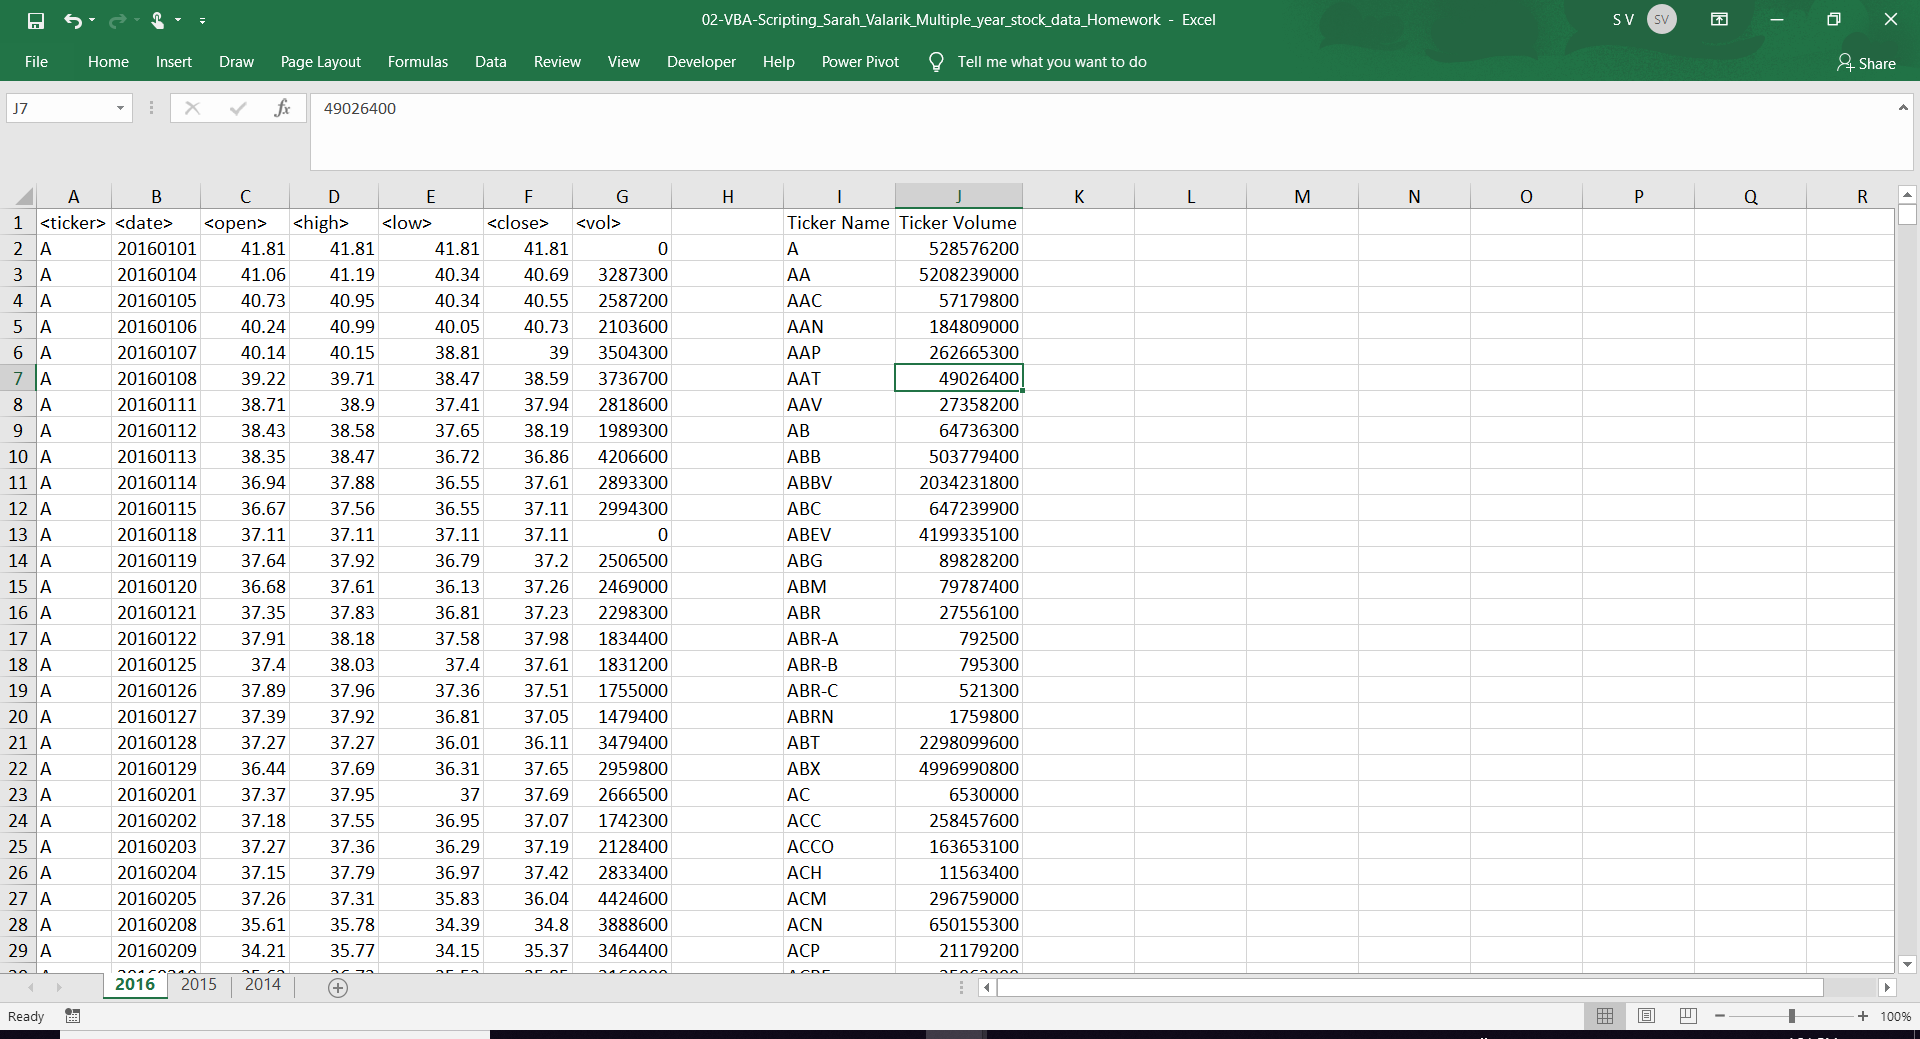 02-VBA-Scripting_Sarah_Valarik_Multiple_year_stock_data_Homework - Excel
S V SV
File Home Insert Draw Page Layout Formulas Data Review View Developer Help Power Pivot Tell me what you want to do Share
J7 fx 49026400
A B C D E F G H I J K L M N O P Q R
1 <ticker> <date> <open> <high> <low> <close> <vol> Ticker Name Ticker Volume
2 A 20160101 41.81 41.81 41.81 41.81 0 A 528576200
3 A 20160104 41.06 41.19 40.34 40.69 3287300 AA 5208239000
4 A 20160105 40.73 40.95 40.34 40.55 2587200 AAC 57179800
5 A 20160106 40.24 40.99 40.05 40.73 2103600 AAN 184809000
6 A 20160107 40.14 40.15 38.81 39 3504300 AAP 262665300
7 A 20160108 39.22 39.71 38.47 38.59 3736700 AAT 49026400
8 A 20160111 38.71 38.9 37.41 37.94 2818600 AAV 27358200
9 A 20160112 38.43 38.58 37.65 38.19 1989300 AB 64736300
10 A 20160113 38.35 38.47 36.72 36.86 4206600 ABB 503779400
11 A 20160114 36.94 37.88 36.55 37.61 2893300 ABBV 2034231800
12 A 20160115 36.67 37.56 36.55 37.11 2994300 ABC 647239900
13 A 20160118 37.11 37.11 37.11 37.11 0 ABEV 4199335100
14 A 20160119 37.64 37.92 36.79 37.2 2506500 ABG 89828200
15 A 20160120 36.68 37.61 36.13 37.26 2469000 ABM 79787400
16 A 20160121 37.35 37.83 36.81 37.23 2298300 ABR 27556100
17 A 20160122 37.91 38.18 37.58 37.98 1834400 ABR-A 792500
18 A 20160125 37.4 38.03 37.4 37.61 1831200 ABR-B 795300
19 A 20160126 37.89 37.96 37.36 37.51 1755000 ABR-C 521300
20 A 20160127 37.39 37.92 36.81 37.05 1479400 ABRN 1759800
21 A 20160128 37.27 37.27 36.01 36.11 3479400 ABT 2298099600
22 A 20160129 36.44 37.69 36.31 37.65 2959800 ABX 4996990800
23 A 20160201 37.37 37.95 37 37.69 2666500 AC 6530000
24 A 20160202 37.18 37.55 36.95 37.07 1742300 ACC 258457600
25 A 20160203 37.27 37.36 36.29 37.19 2128400 ACCO 163653100
26 A 20160204 37.15 37.79 36.97 37.42 2833400 ACH 11563400
27 A 20160205 37.26 37.31 35.83 36.04 4424600 ACM 296759000
28 A 20160208 35.61 35.78 34.39 34.8 3888600 ACN 650155300
29 A 20160209 34.21 35.77 34.15 35.37 3464400 ACP 21179200
2016 2015 2014
Ready 100%